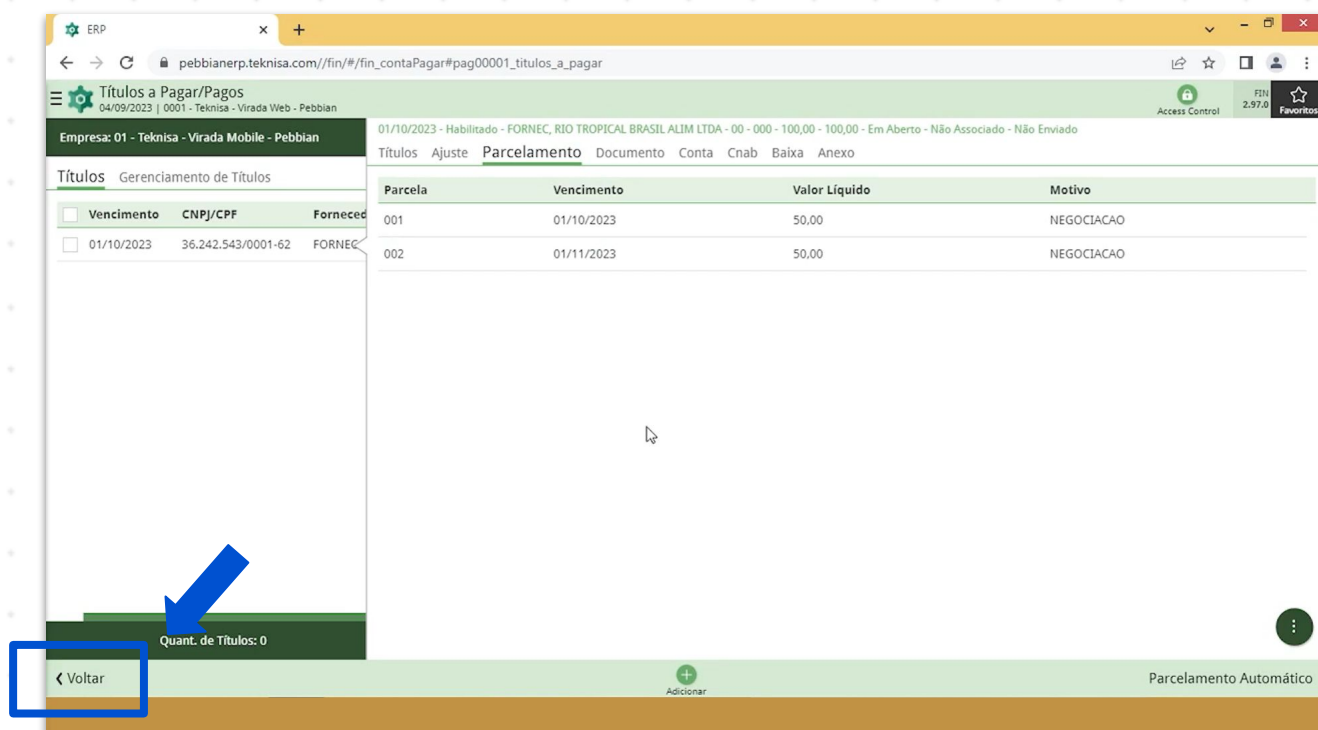 ERP
pebbianerp.teknisa.com//fin/#/fin_contaPagar#pag00001_titulos_a_pagar
Títulos a Pagar/Pagos
04/09/2023 | 0001 - Teknisa - Virada Web - Pebbian
Access Control
FIN
2.97.0
Favoritos
Empresa: 01 - Teknisa - Virada Mobile - Pebbian
01/10/2023 - Habilitado - FORNEC, RIO TROPICAL BRASIL ALIM LTDA - 00 - 000 - 100,00 - 100,00 - Em Aberto - Não Associado - Não Enviado
Títulos Ajuste Parcelamento Documento Conta Cnab Baixa Anexo
Títulos Gerenciamento de Títulos
Vencimento CNPJ/CPF Forneced
01/10/2023 36.242.543/0001-62 FORNEC
Parcela Vencimento Valor Líquido Motivo
001 01/10/2023 50,00 NEGOCIACAO
002 01/11/2023 50,00 NEGOCIACAO
Quant. de Títulos: 0
Voltar
Adicionar
Parcelamento Automático